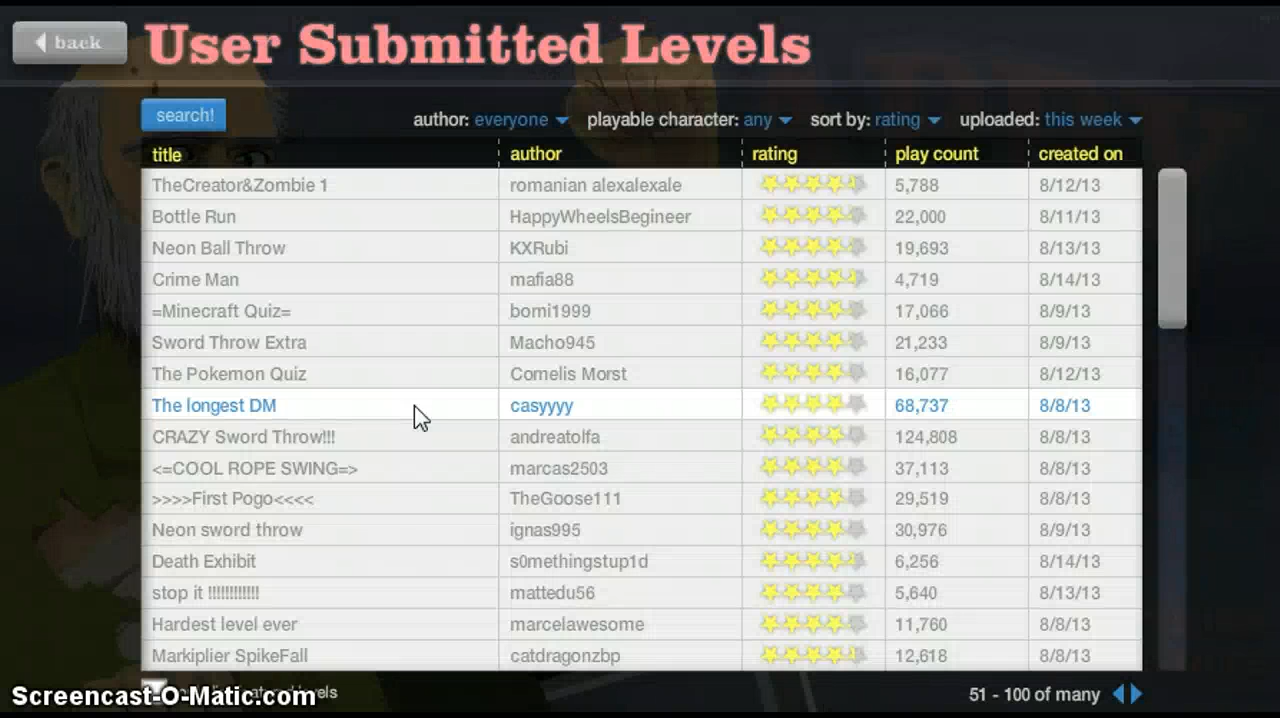 back
User Submitted Levels
search!
author: everyone playable character: any sort by: rating uploaded: this week
title author rating play count created on
TheCreator&Zombie 1 romanian alexalexale 5,788 8/12/13
Bottle Run HappyWheelsBegineer 22,000 8/11/13
Neon Ball Throw KXRubi 19,693 8/13/13
Crime Man mafia88 4,719 8/14/13
=Minecraft Quiz= bomi1999 17,066 8/9/13
Sword Throw Extra Macho945 21,233 8/9/13
The Pokemon Quiz Comelis Morst 16,077 8/12/13
The longest DM casyyyy 68,737 8/8/13
CRAZY Sword Throw!!! andreatolfa 124,808 8/8/13
<=COOL ROPE SWING=> marcas2503 37,113 8/8/13
>>>>First Pogo<<<< TheGoose111 29,519 8/8/13
Neon sword throw ignas995 30,976 8/9/13
Death Exhibit s0methingstup1d 6,256 8/14/13
stop it !!!!!!!!!!!! mattedu56 5,640 8/13/13
Hardest level ever marcelawesome 11,760 8/8/13
Markiplier SpikeFall catdragonzbp 12,618 8/8/13
Screencast-O-Matic.com levels 51 - 100 of many